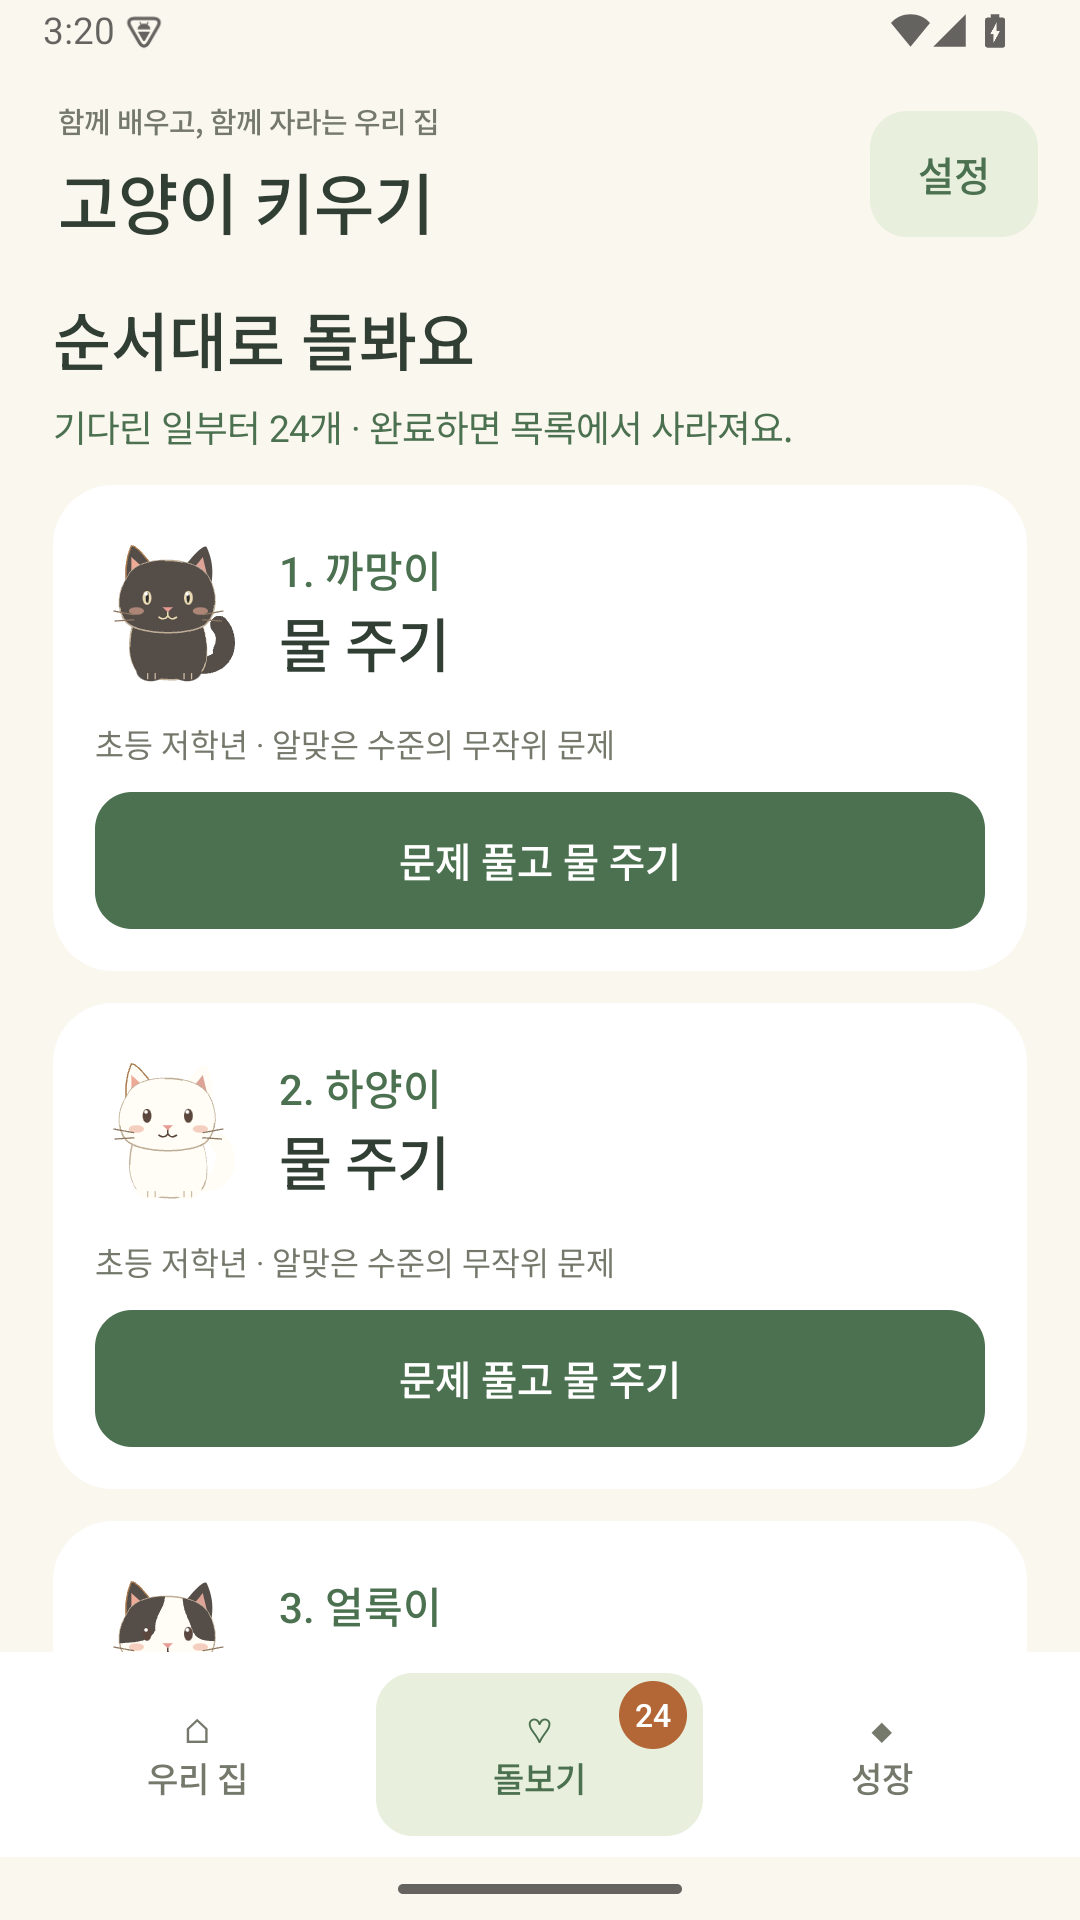 3:20
함께 배우고, 함께 자라는 우리 집
고양이 키우기
설정
순서대로 돌봐요
기다린 일부터 24개 · 완료하면 목록에서 사라져요.
1. 까망이
물 주기
초등 저학년 · 알맞은 수준의 무작위 문제
문제 풀고 물 주기
2. 하양이
물 주기
초등 저학년 · 알맞은 수준의 무작위 문제
문제 풀고 물 주기
3. 얼룩이
우리 집
24
돌보기
성장